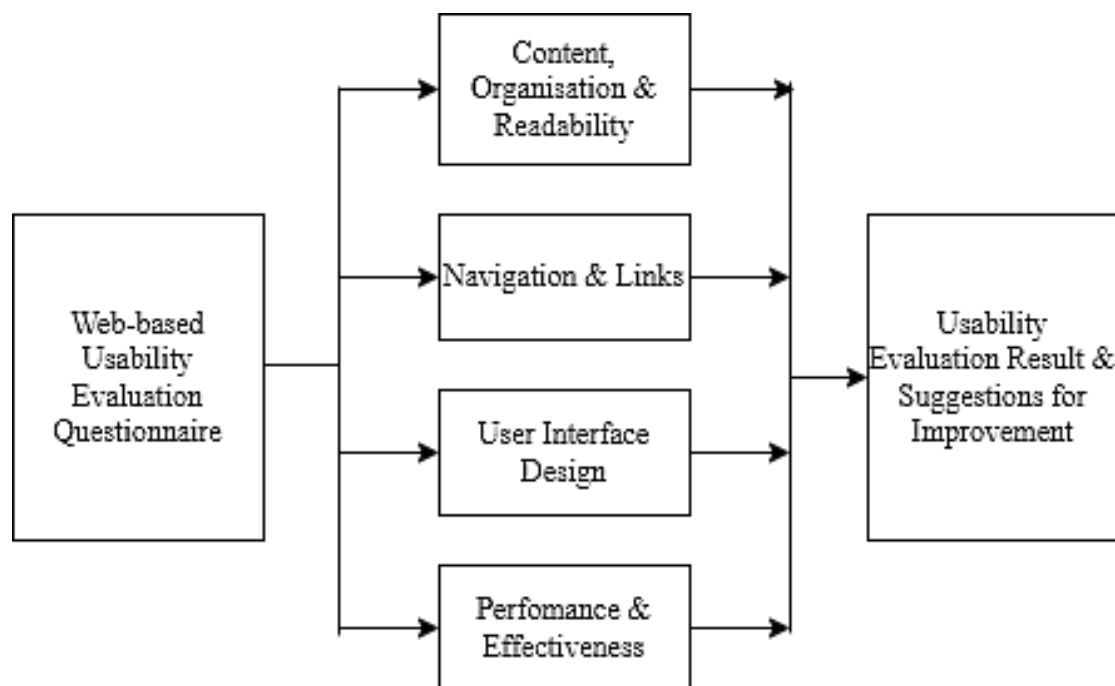 Content,
Organisation &
Readability
Navigation & Links
Web-based
Usability
Evaluation
Questionnaire
Usability
Evaluation Result &
Suggestions for
Improvement
User Interface
Design
Perfomance &
Effectiveness